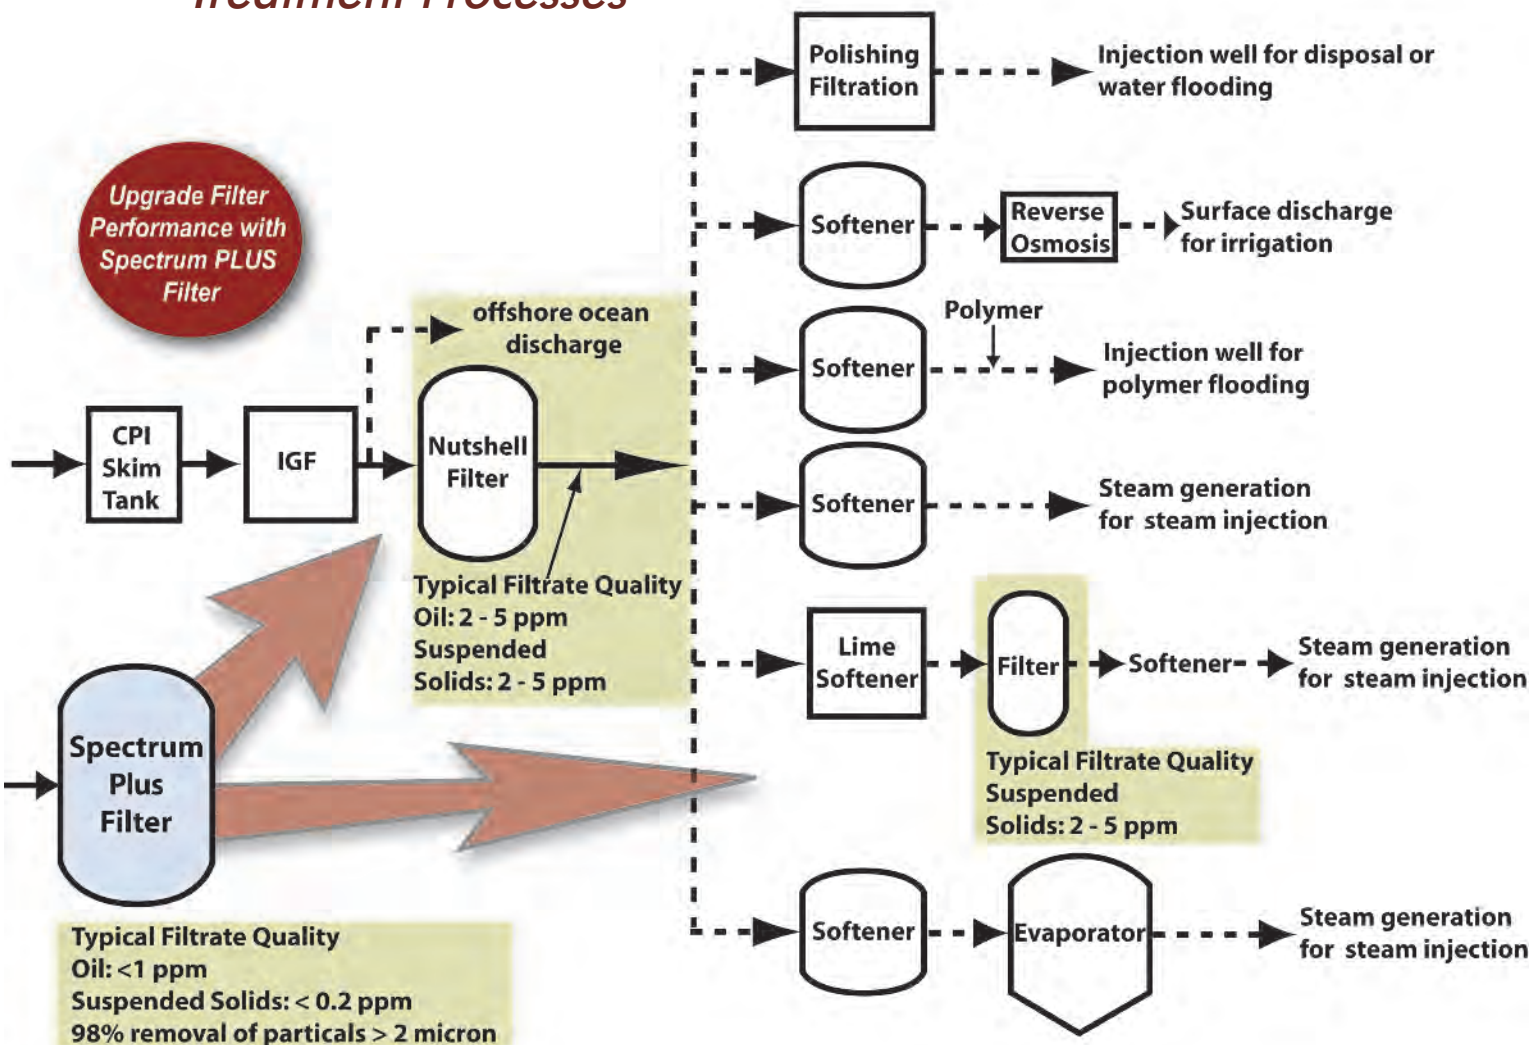 Treatment Processes
Upgrade Filter
Performance with
Spectrum PLUS
Filter
CPI
Skim
Tank
IGF
offshore ocean
discharge
Nutshell
Filter
Typical Filtrate Quality
Oil: 2 - 5 ppm
Suspended
Solids: 2 - 5 ppm
Spectrum
Plus
Filter
Typical Filtrate Quality
Oil: <1 ppm
Suspended Solids: < 0.2 ppm
98% removal of particals > 2 micron
Polishing
Filtration
Injection well for disposal or
water flooding
Softener
Reverse
Osmosis
Surface discharge
for irrigation
Softener
Polymer
Injection well for
polymer flooding
Softener
Steam generation
for steam injection
Lime
Softener
Filter
Softener
Steam generation
for steam injection
Typical Filtrate Quality
Suspended
Solids: 2 - 5 ppm
Softener
Evaporator
Steam generation
for steam injection